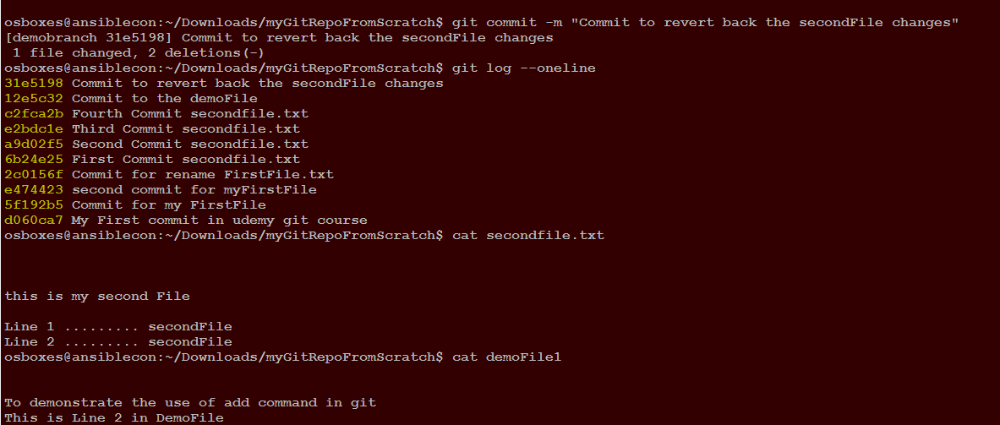 osboxes@ansiblecon:~/Downloads/myGitRepoFromScratch$ git commit -m "Commit to revert back the secondFile changes"
[demobranch 31e5198] Commit to revert back the secondFile changes
1 file changed, 2 deletions(-)
osboxes@ansiblecon:~/Downloads/myGitRepoFromScratch$ git log --oneline
31e5198 Commit to revert back the secondFile changes
12e5c32 Commit to the demoFile
c2fca2b Fourth Commit secondfile.txt
e2bdc1e Third Commit secondfile.txt
a9d02f5 Second Commit secondfile.txt
6b24e25 First Commit secondfile.txt
2c0156f Commit for rename FirstFile.txt
e474423 second commit for myFirstFile
5f192b5 Commit for my FirstFile
d060ca7 My First commit in udemy git course
osboxes@ansiblecon:~/Downloads/myGitRepoFromScratch$ cat secondfile.txt
this is my second File
Line 1 ......... secondFile
Line 2 ......... secondFile
osboxes@ansiblecon:~/Downloads/myGitRepoFromScratch$ cat demoFile1
To demonstrate the use of add command in git
This is Line 2 in DemoFile